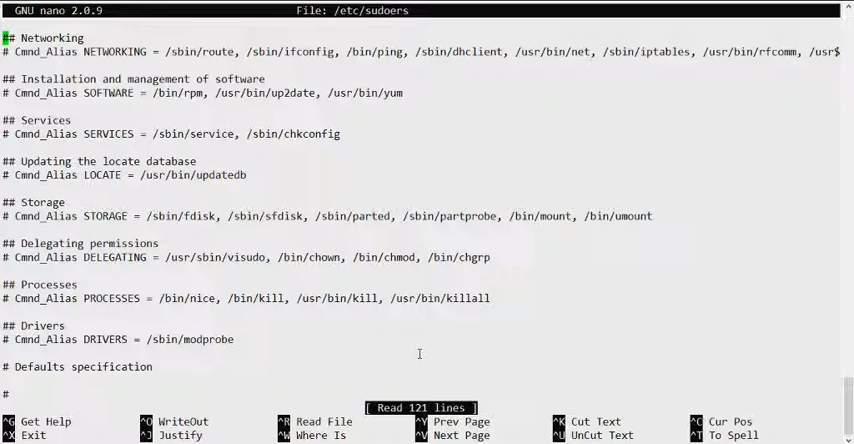 GNU nano 2.0.9 File: /etc/sudoers
## Networking
# Cmnd_Alias NETWORKING = /sbin/route, /sbin/ifconfig, /bin/ping, /sbin/dhclient, /usr/bin/net, /sbin/iptables, /usr/bin/rfcomm, /usr$
## Installation and management of software
# Cmnd_Alias SOFTWARE = /bin/rpm, /usr/bin/up2date, /usr/bin/yum
## Services
# Cmnd_Alias SERVICES = /sbin/service, /sbin/chkconfig
## Updating the locate database
# Cmnd_Alias LOCATE = /usr/bin/updatedb
## Storage
# Cmnd_Alias STORAGE = /sbin/fdisk, /sbin/sfdisk, /sbin/parted, /sbin/partprobe, /bin/mount, /bin/umount
## Delegating permissions
# Cmnd_Alias DELEGATING = /usr/sbin/visudo, /bin/chown, /bin/chmod, /bin/chgrp
## Processes
# Cmnd_Alias PROCESSES = /bin/nice, /bin/kill, /usr/bin/kill, /usr/bin/killall
## Drivers
# Cmnd_Alias DRIVERS = /sbin/modprobe
# Defaults specification
#
[ Read 121 lines ]
^G Get Help ^O WriteOut ^R Read File ^Y Prev Page ^K Cut Text ^C Cur Pos
^X Exit ^J Justify ^W Where Is ^V Next Page ^U UnCut Text ^T To Spell